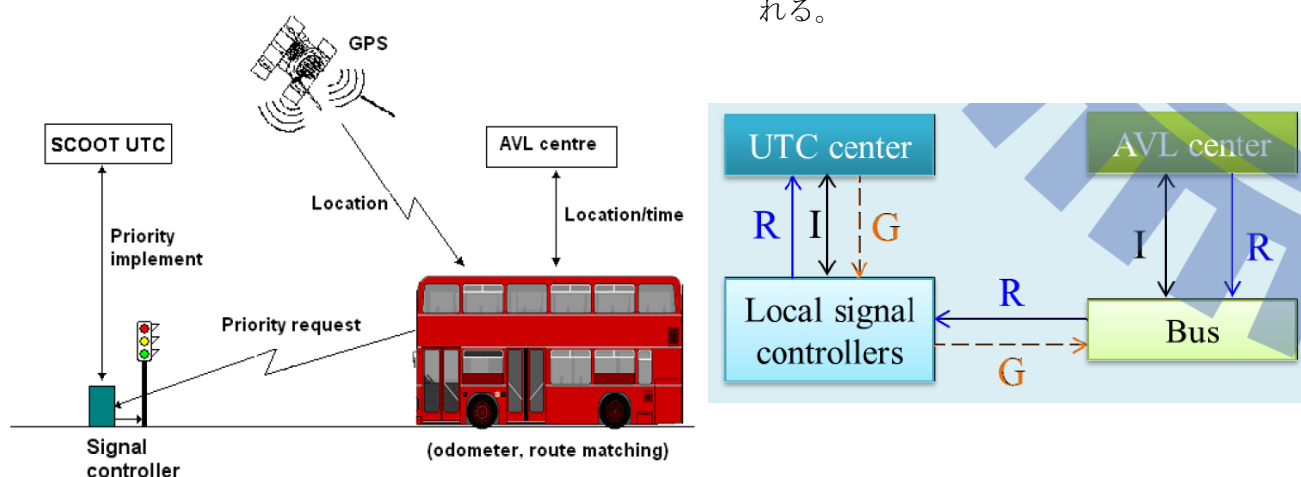 れる。
GPS
SCOOT UTC
AVL centre
Location
Location/time
Priority
implement
Priority request
Signal
controller
(odometer, route matching)
UTC center
AVL center
R
I
G
I
R
Local signal
controllers
R
G
Bus